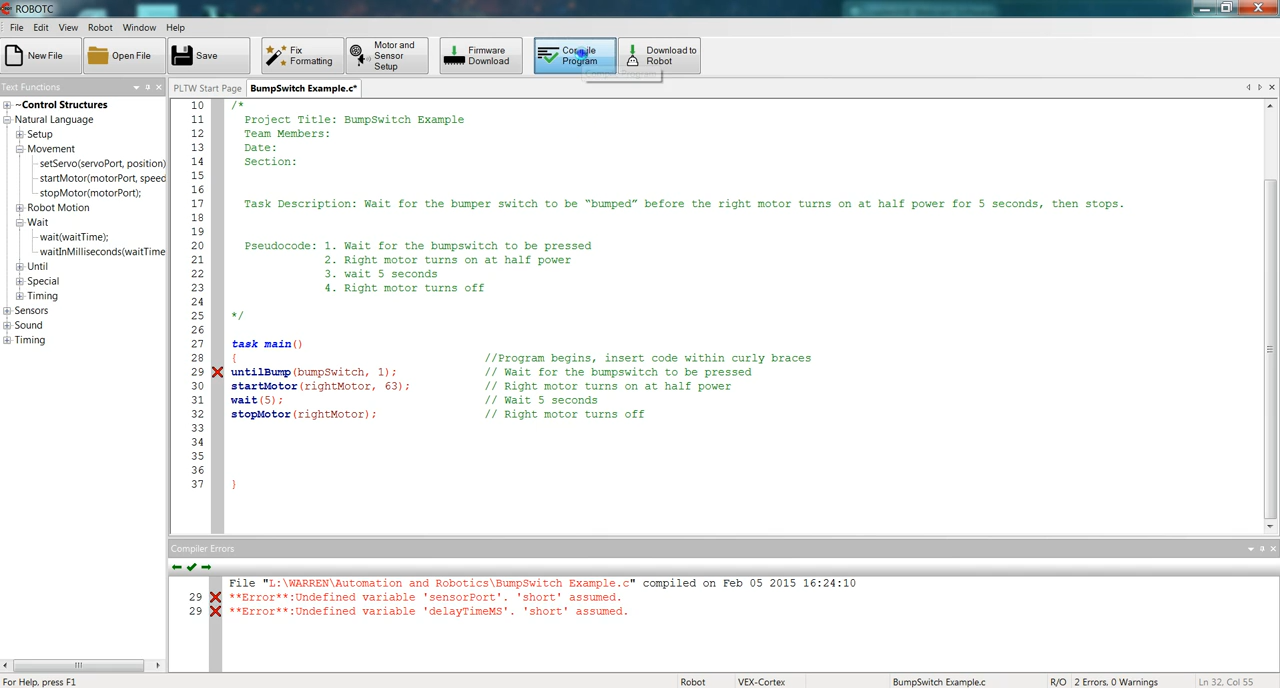 ROBOTC
File Edit View Robot Window Help
New File
Open File
Save
Fix Formatting
Motor and Sensor Setup
Firmware Download
Compile Program
Download to Robot
Text Functions
PLTW Start Page
BumpSwitch Example.c*
~Control Structures
Natural Language
Setup
Movement
setServo(servoPort, position)
startMotor(motorPort, speed
stopMotor(motorPort);
Robot Motion
Wait
wait(waitTime);
waitInMilliseconds(waitTime
Until
Special
Timing
Sensors
Sound
Timing
10 /*
11 Project Title: BumpSwitch Example
12 Team Members:
13 Date:
14 Section:
15
16
17 Task Description: Wait for the bumper switch to be “bumped” before the right motor turns on at half power for 5 seconds, then stops.
18
19
20 Pseudocode: 1. Wait for the bumpswitch to be pressed
21 2. Right motor turns on at half power
22 3. wait 5 seconds
23 4. Right motor turns off
24
25 */
26
27 task main()
28 { //Program begins, insert code within curly braces
29 untilBump(bumpSwitch, 1); // Wait for the bumpswitch to be pressed
30 startMotor(rightMotor, 63); // Right motor turns on at half power
31 wait(5); // Wait 5 seconds
32 stopMotor(rightMotor); // Right motor turns off
33
34
35
36
37 }
Compiler Errors
File "L:\WARREN\Automation and Robotics\BumpSwitch Example.c" compiled on Feb 05 2015 16:24:10
29 **Error**:Undefined variable 'sensorPort'. 'short' assumed.
29 **Error**:Undefined variable 'delayTimeMS'. 'short' assumed.
For Help, press F1
Robot
VEX-Cortex
BumpSwitch Example.c
R/O
2 Errors, 0 Warnings
Ln 32, Col 55